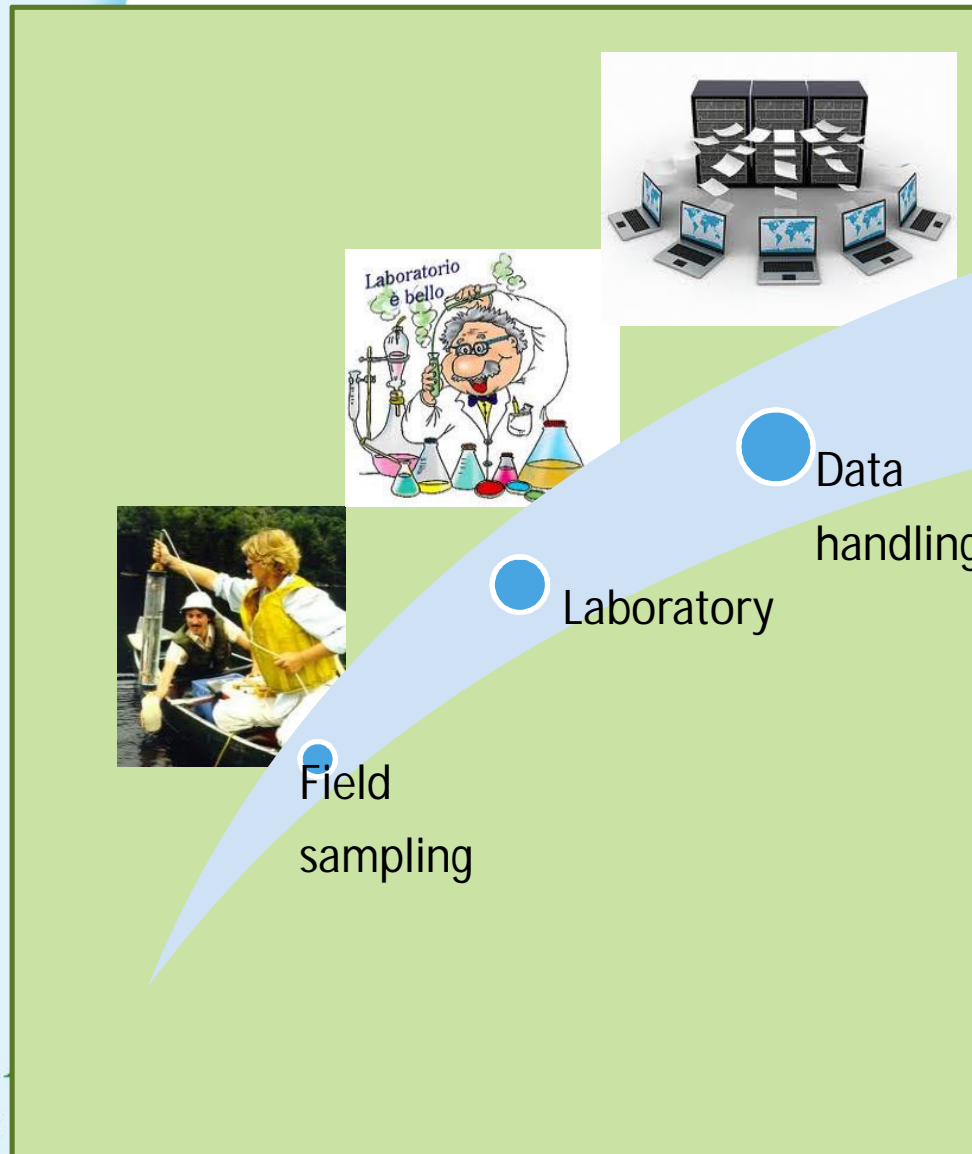 Laboratorio
è bello
Data
handling
Laboratory
Field
sampling